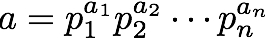 $a = p_1^{a_1} p_2^{a_2} \cdots p_n^{a_n}$